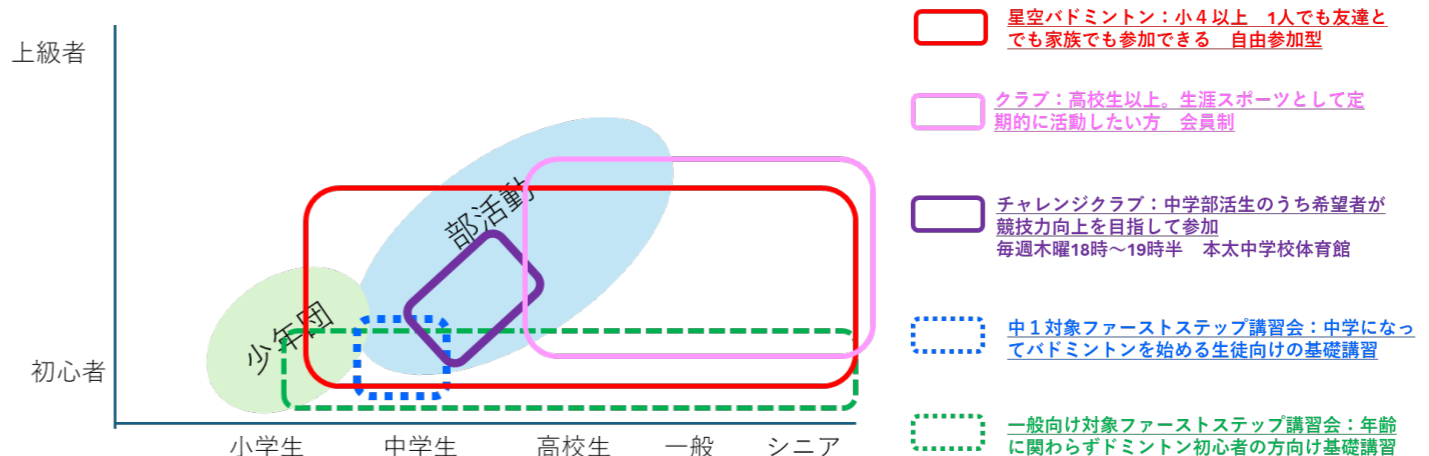 上級者
初心者
少年団
部活動
小学生
中学生
高校生
一般
シニア
星空バドミントン：小４以上　1人でも友達と
でも家族でも参加できる　自由参加型
クラブ：高校生以上。生涯スポーツとして定
期的に活動したい方　会員制
チャレンジクラブ：中学部活生のうち希望者が
競技力向上を目指して参加
毎週木曜18時～19時半　本太中学校体育館
中１対象ファーストステップ講習会：中学になっ
てバドミントンを始める生徒向けの基礎講習
一般向け対象ファーストステップ講習会：年齢
に関わらずドミントン初心者の方向け基礎講習